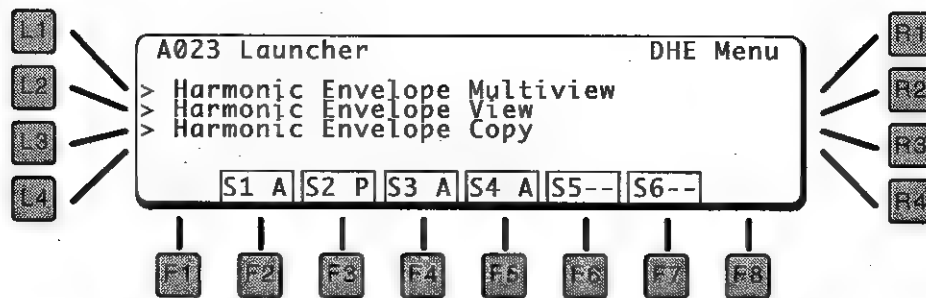 L1
L2
L3
L4
A023 Launcher DHE Menu
> Harmonic Envelope Multiview
> Harmonic Envelope View
> Harmonic Envelope Copy
S1 A S2 P S3 A S4 A S5-- S6--
R1
R2
R3
R4
F1 F2 F3 F4 F5 F6 F7 F8